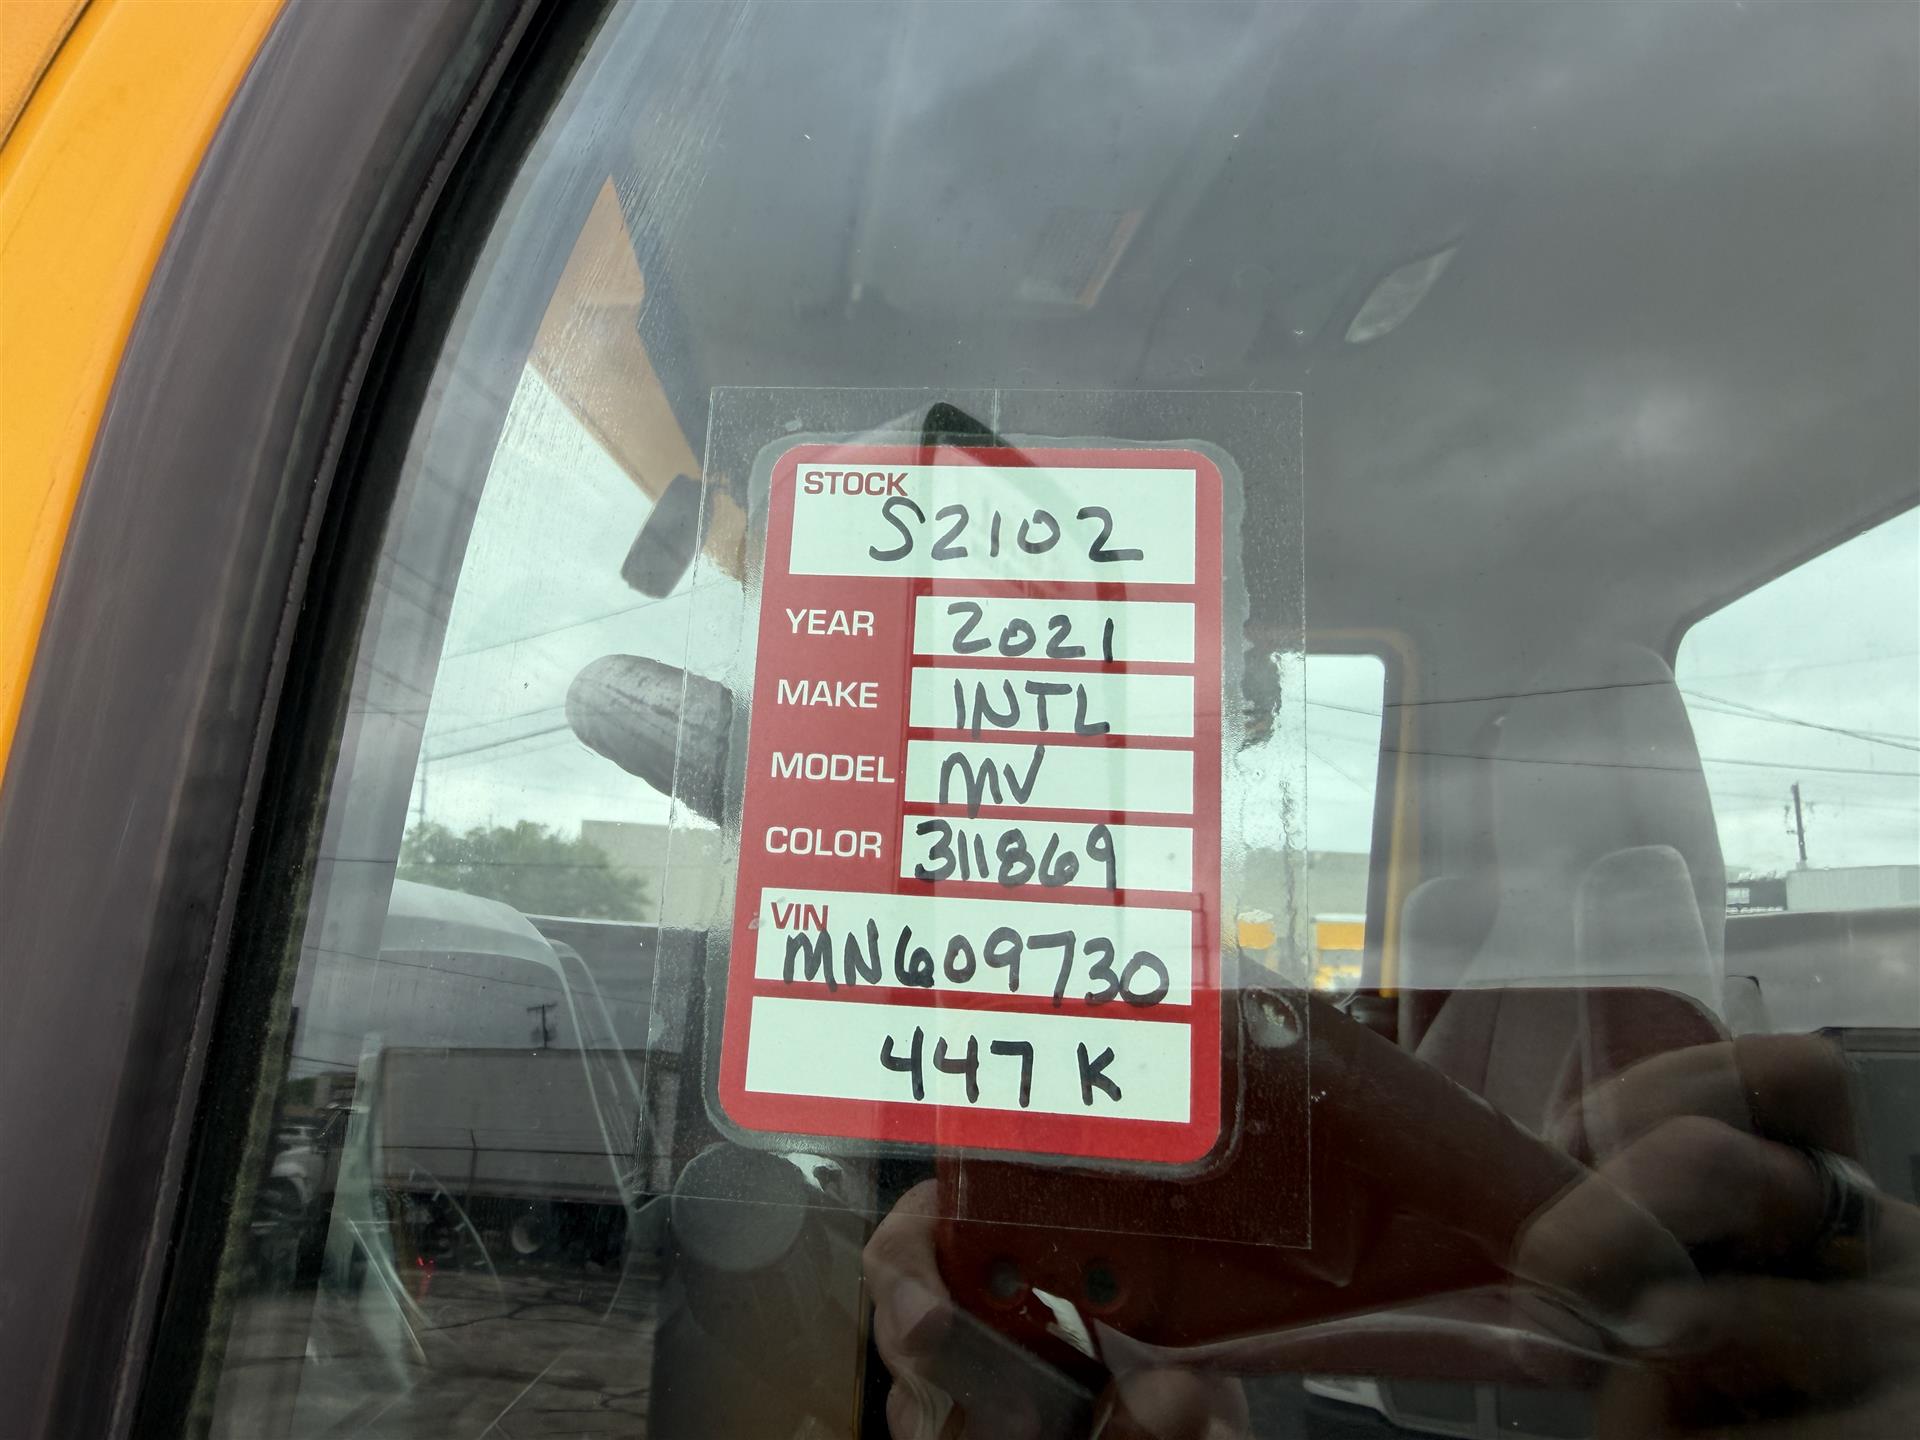 STOCK
S2102
YEAR 2021
MAKE INTL
MODEL MV
COLOR 311869
VIN
MN609730
447 K